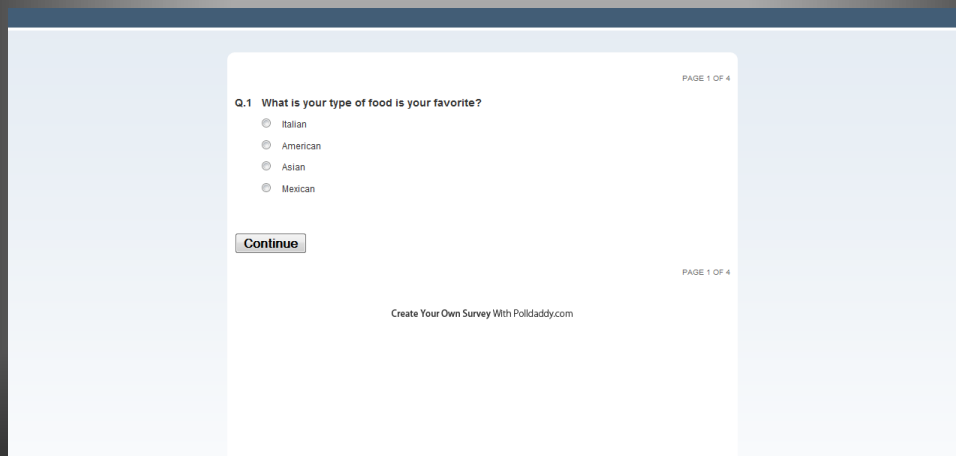 PAGE 1 OF 4
Q.1 What is your type of food is your favorite?
Italian
American
Asian
Mexican
Continue
PAGE 1 OF 4
Create Your Own Survey With Polldaddy.com